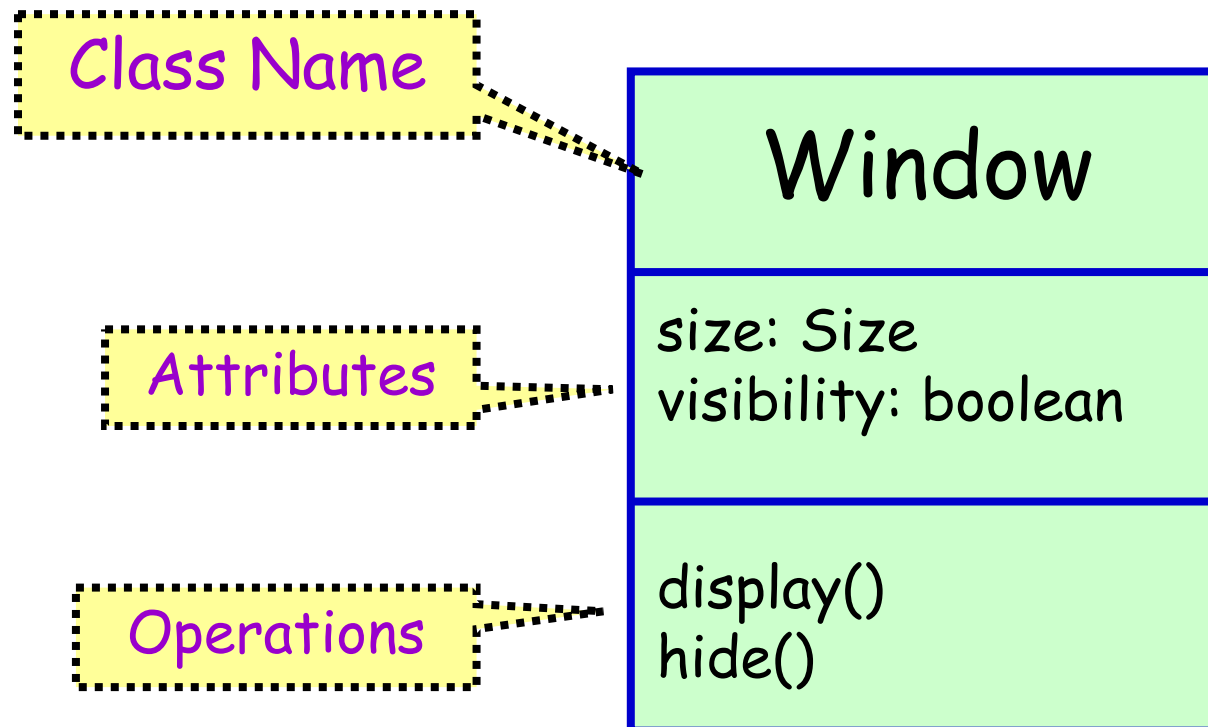 Class Name
Window
Attributes
size: Size
visibility: boolean
Operations
display()
hide()